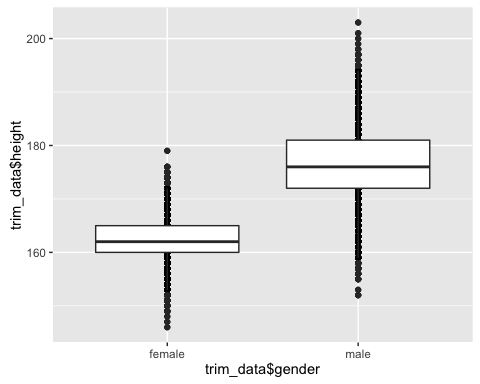 trim_data$height
200
180
160
female
male
trim_data$gender